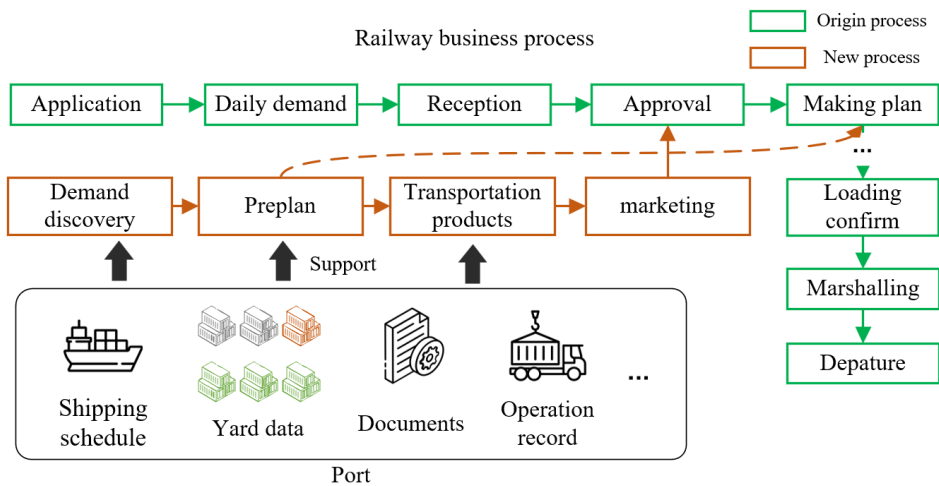 Origin process
Railway business process
New process
Application
Daily demand
Reception
Approval
Making plan
...
Demand
discovery
Preplan
Transportation
products
marketing
Loading
confirm
Support
Marshalling
Depature
Shipping
schedule
Yard data
Documents
Operation
record
...
Port